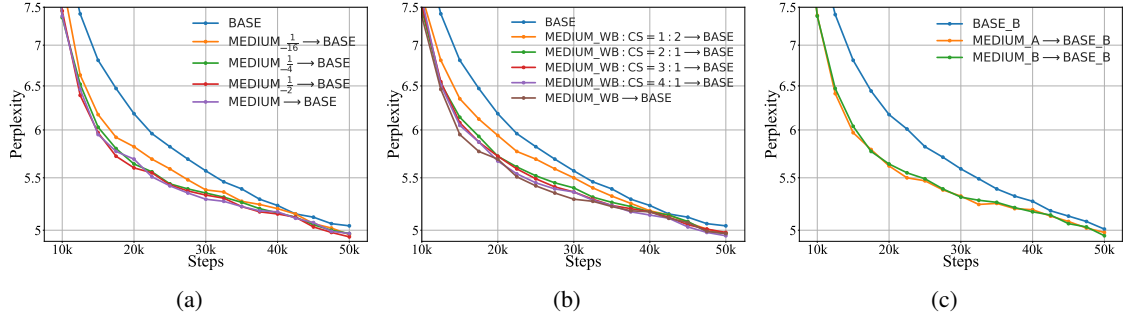 7.5
7
6.5
6
5.5
5
Perplexity
10k 20k 30k 40k 50k
Steps
BASE
MEDIUM_1/16 → BASE
MEDIUM_1/4 → BASE
MEDIUM_1/2 → BASE
MEDIUM → BASE
(a)
7.5
7
6.5
6
5.5
5
Perplexity
10k 20k 30k 40k 50k
Steps
BASE
MEDIUM_WB: CS = 1 : 2 → BASE
MEDIUM_WB: CS = 2 : 1 → BASE
MEDIUM_WB: CS = 3 : 1 → BASE
MEDIUM_WB: CS = 4 : 1 → BASE
MEDIUM_WB → BASE
(b)
7.5
7
6.5
6
5.5
5
Perplexity
10k 20k 30k 40k 50k
Steps
BASE_B
MEDIUM_A → BASE_B
MEDIUM_B → BASE_B
(c)